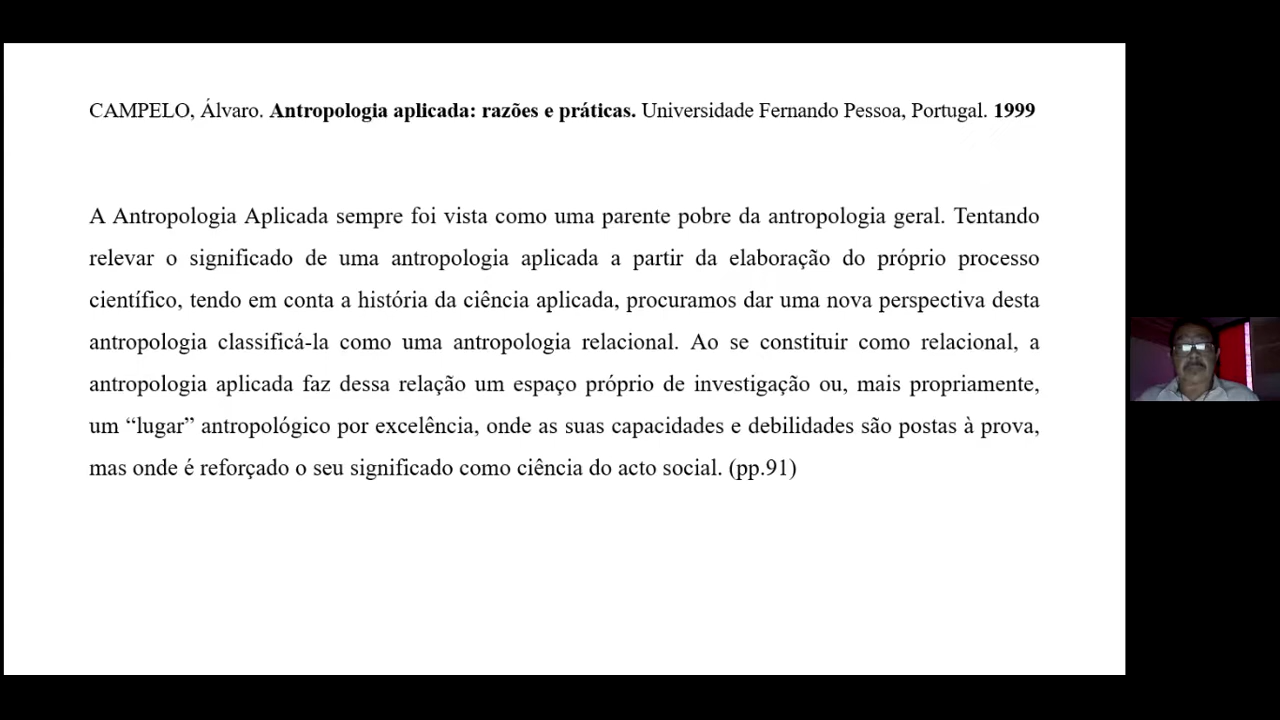 CAMPELO, Álvaro. Antropologia aplicada: razões e práticas. Universidade Fernando Pessoa, Portugal. 1999
A Antropologia Aplicada sempre foi vista como uma parente pobre da antropologia geral. Tentando
relevar o significado de uma antropologia aplicada a partir da elaboração do próprio processo
científico, tendo em conta a história da ciência aplicada, procuramos dar uma nova perspectiva desta
antropologia classificá-la como uma antropologia relacional. Ao se constituir como relacional, a
antropologia aplicada faz dessa relação um espaço próprio de investigação ou, mais propriamente,
um “lugar” antropológico por excelência, onde as suas capacidades e debilidades são postas à prova,
mas onde é reforçado o seu significado como ciência do acto social. (pp.91)